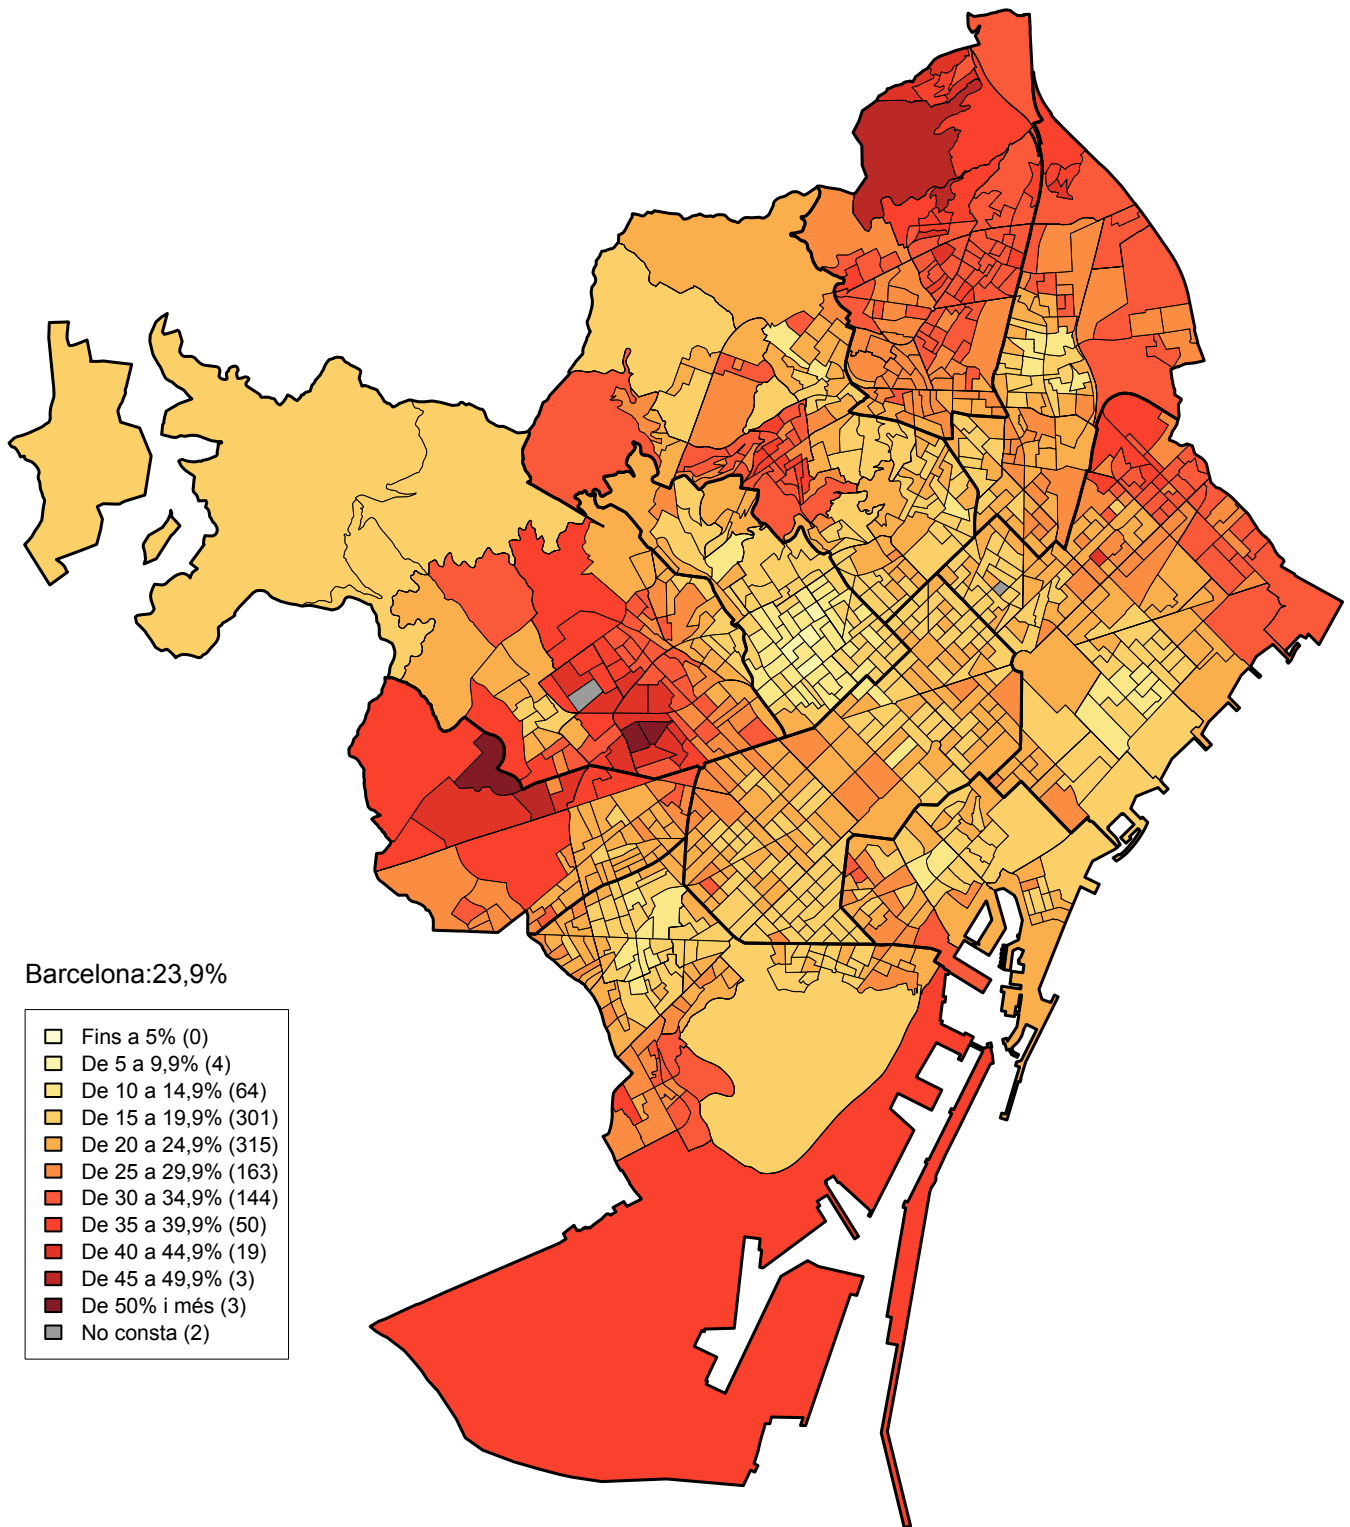 Barcelona:23,9%
Fins a 5% (0)
De 5 a 9,9% (4)
De 10 a 14,9% (64)
De 15 a 19,9% (301)
De 20 a 24,9% (315)
De 25 a 29,9% (163)
De 30 a 34,9% (144)
De 35 a 39,9% (50)
De 40 a 44,9% (19)
De 45 a 49,9% (3)
De 50% i més (3)
No consta (2)